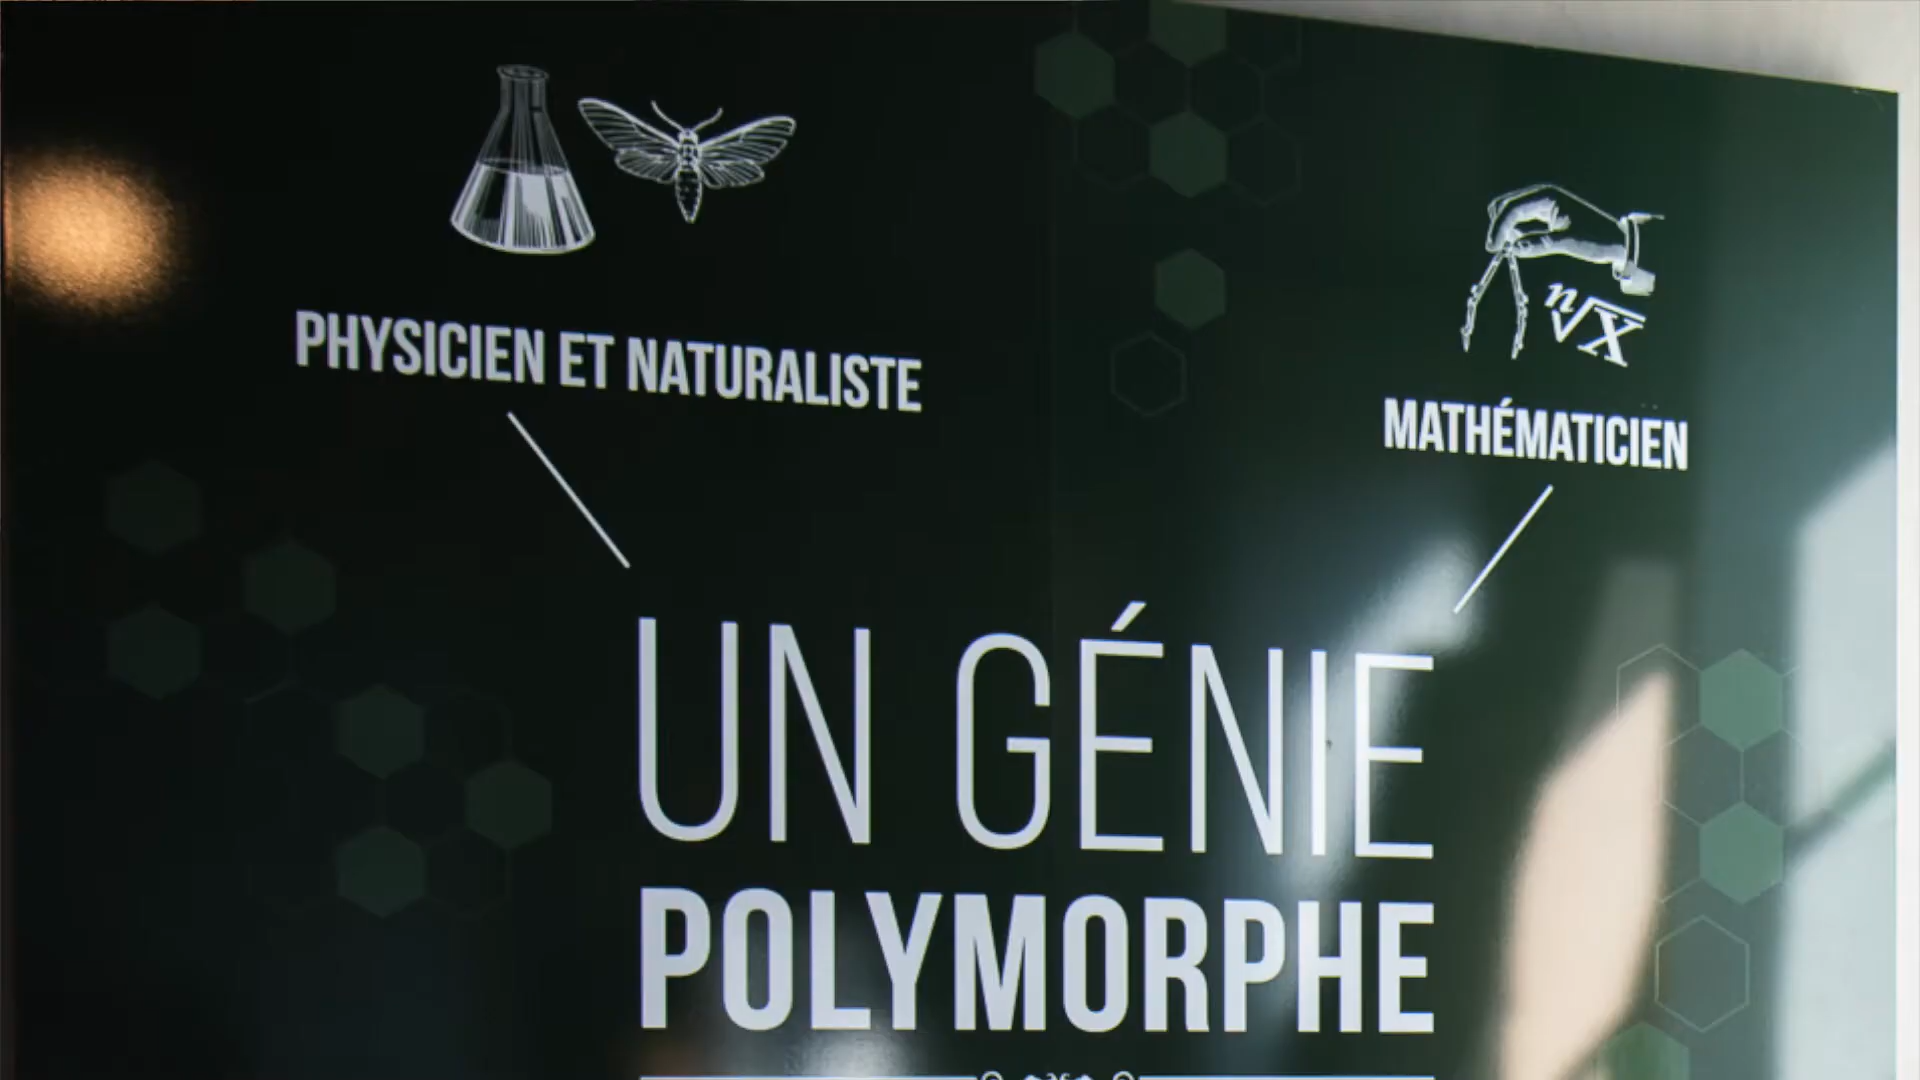 PHYSICIEN ET NATURALISTE
ⁿ√X
MATHÉMATICIEN
UN GÉNIE
POLYMORPHE